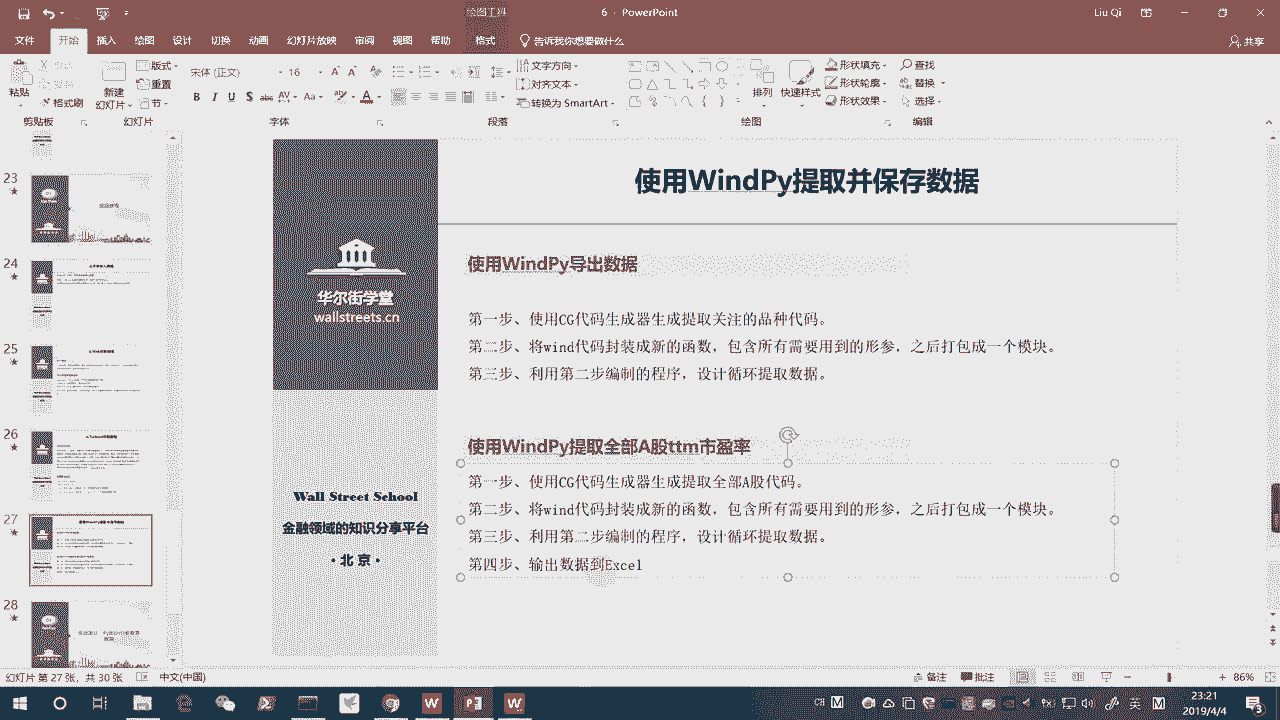 绘图工具
6 - PowerPoint
Liu Qi
文件 开始 插入 绘图 设计 切换 动画 幻灯片放映 审阅 视图 帮助 格式 告诉我你想要做什么
共享
粘贴
格式刷
新建
幻灯片
版式
重置
节
宋体 (正文) 16
B I U S abc AV Aa A
文字方向
对齐文本
转换为 SmartArt
排列 快速样式
形状填充
形状轮廓
形状效果
查找
替换
选择
剪贴板 幻灯片 字体 段落 绘图 编辑
23
24
25
26
27
28
使用WindPy提取并保存数据
华尔街学堂
wallstreets.cn
Wall Street School
金融领域的知识分享平台
·北 京·
使用WindPy导出数据
第一步、使用CG代码生成器生成提取关注的品种代码。
第二步、将wind代码封装成新的函数，包含所有需要用到的形参，之后打包成一个模块。
第三步、利用第二步编制的程序，设计循环提取数据。
使用WindPy提取全部A股ttm市盈率
第一步、使用CG代码生成器生成提取全部A股代码
第二步、将wind代码封装成新的函数，包含所有需要用到的形参，之后打包成一个模块。
第三步、利用第二步编制的程序，设计循环提取数据。
第四步、输出数据到Excel
幻灯片 第 27 张，共 30 张 中文(中国)
备注 批注 86%
CH M 英 M
23:21
2019/4/4